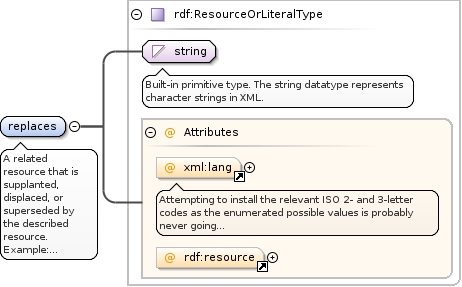 rdf:ResourceOrLiteralType
string
Built-in primitive type. The string datatype represents
character strings in XML.
replaces
A related
resource that is
supplanted,
displaced, or
superseded by
the described
resource.
Example:...
@ Attributes
@ xml:lang
Attempting to install the relevant ISO 2- and 3-letter
codes as the enumerated possible values is probably
never going...
@ rdf:resource